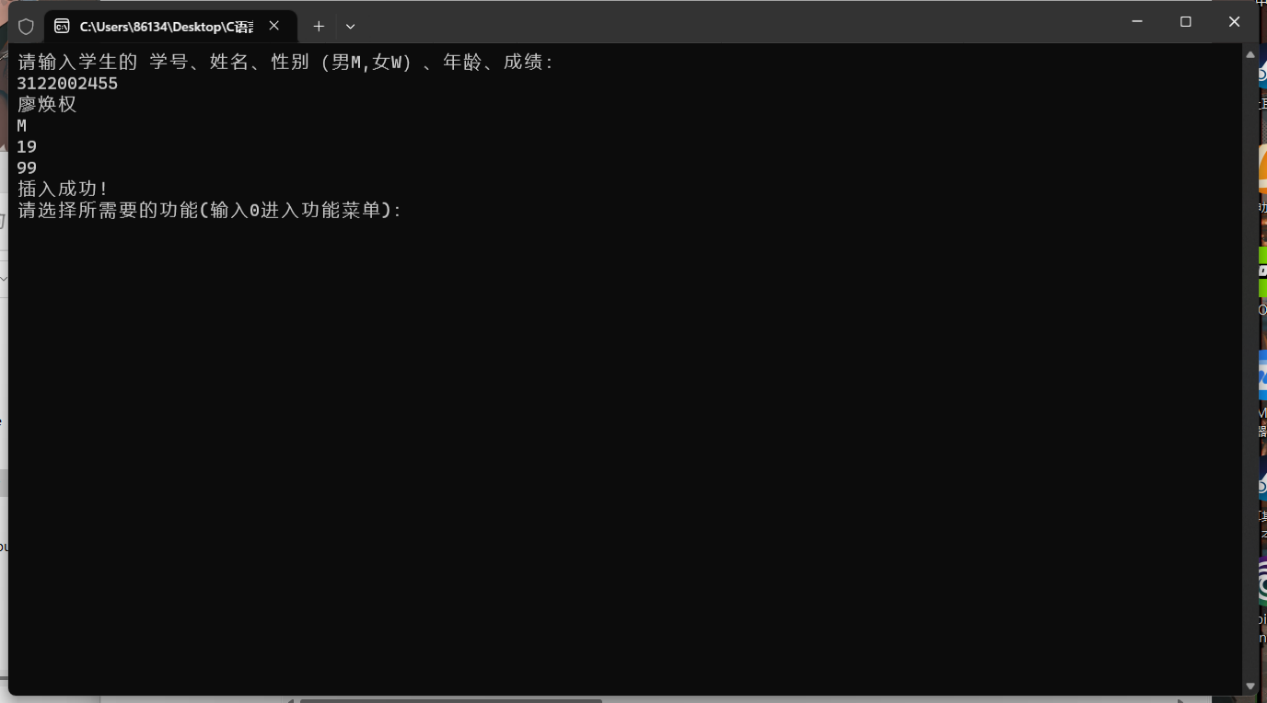 C:\Users\86134\Desktop\C语言
请输入学生的 学号、姓名、性别（男M,女W）、年龄、成绩：
3122002455
廖焕权
M
19
99
插入成功！
请选择所需要的功能(输入0进入功能菜单)：